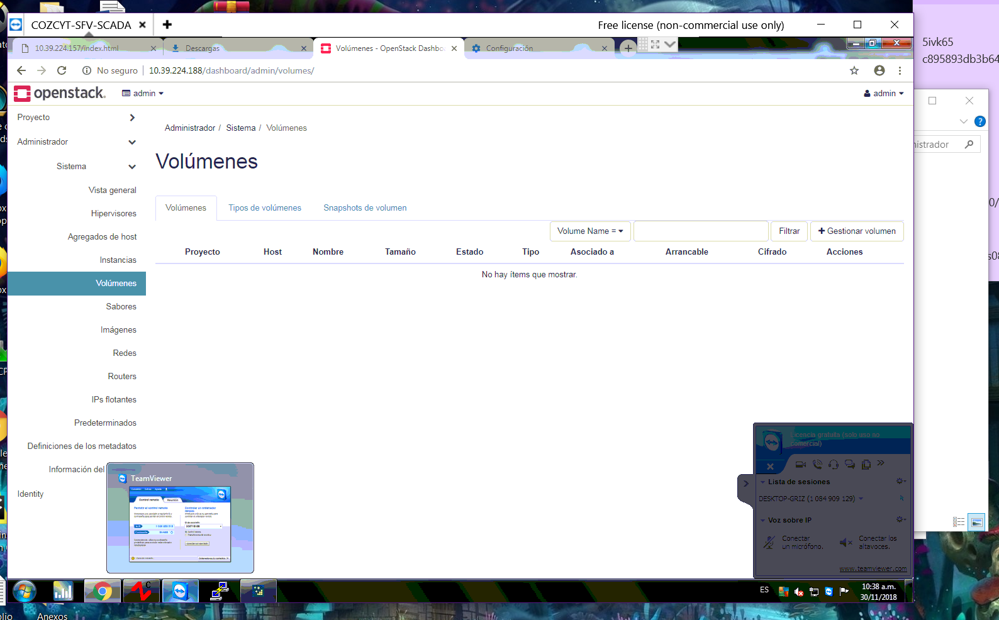 COZCYT-SFV-SCADA
Free license (non-commercial use only)
5ivk65
c895893db3b64
10.39.224.157/index.html
Descargas
Volúmenes - OpenStack Dashbo
Configuración
No seguro
10.39.224.188/dashboard/admin/volumes/
openstack.
admin
admin
Proyecto
Administrador
Sistema
Vista general
Hipervisores
Agregados de host
Instancias
Volúmenes
Sabores
Imágenes
Redes
Routers
IPs flotantes
Predeterminados
Definiciones de los metadatos
Información del
Identity
Administrador / Sistema / Volúmenes
Volúmenes
Volúmenes
Tipos de volúmenes
Snapshots de volumen
Volume Name =
Filtrar
Gestionar volumen
Proyecto Host Nombre Tamaño Estado Tipo Asociado a Arrancable Cifrado Acciones
No hay ítems que mostrar.
nistrador
TeamViewer
Control remoto
Reunión
Licencia gratuita (solo uso no
comercial)
Lista de sesiones
DESKTOP-GRIZ (1 084 909 129)
Voz sobre IP
Conectar
un micrófono.
Conectar los
altavoces.
www.teamviewer.com
ES
10:38 a.m.
30/11/2018
Anexos